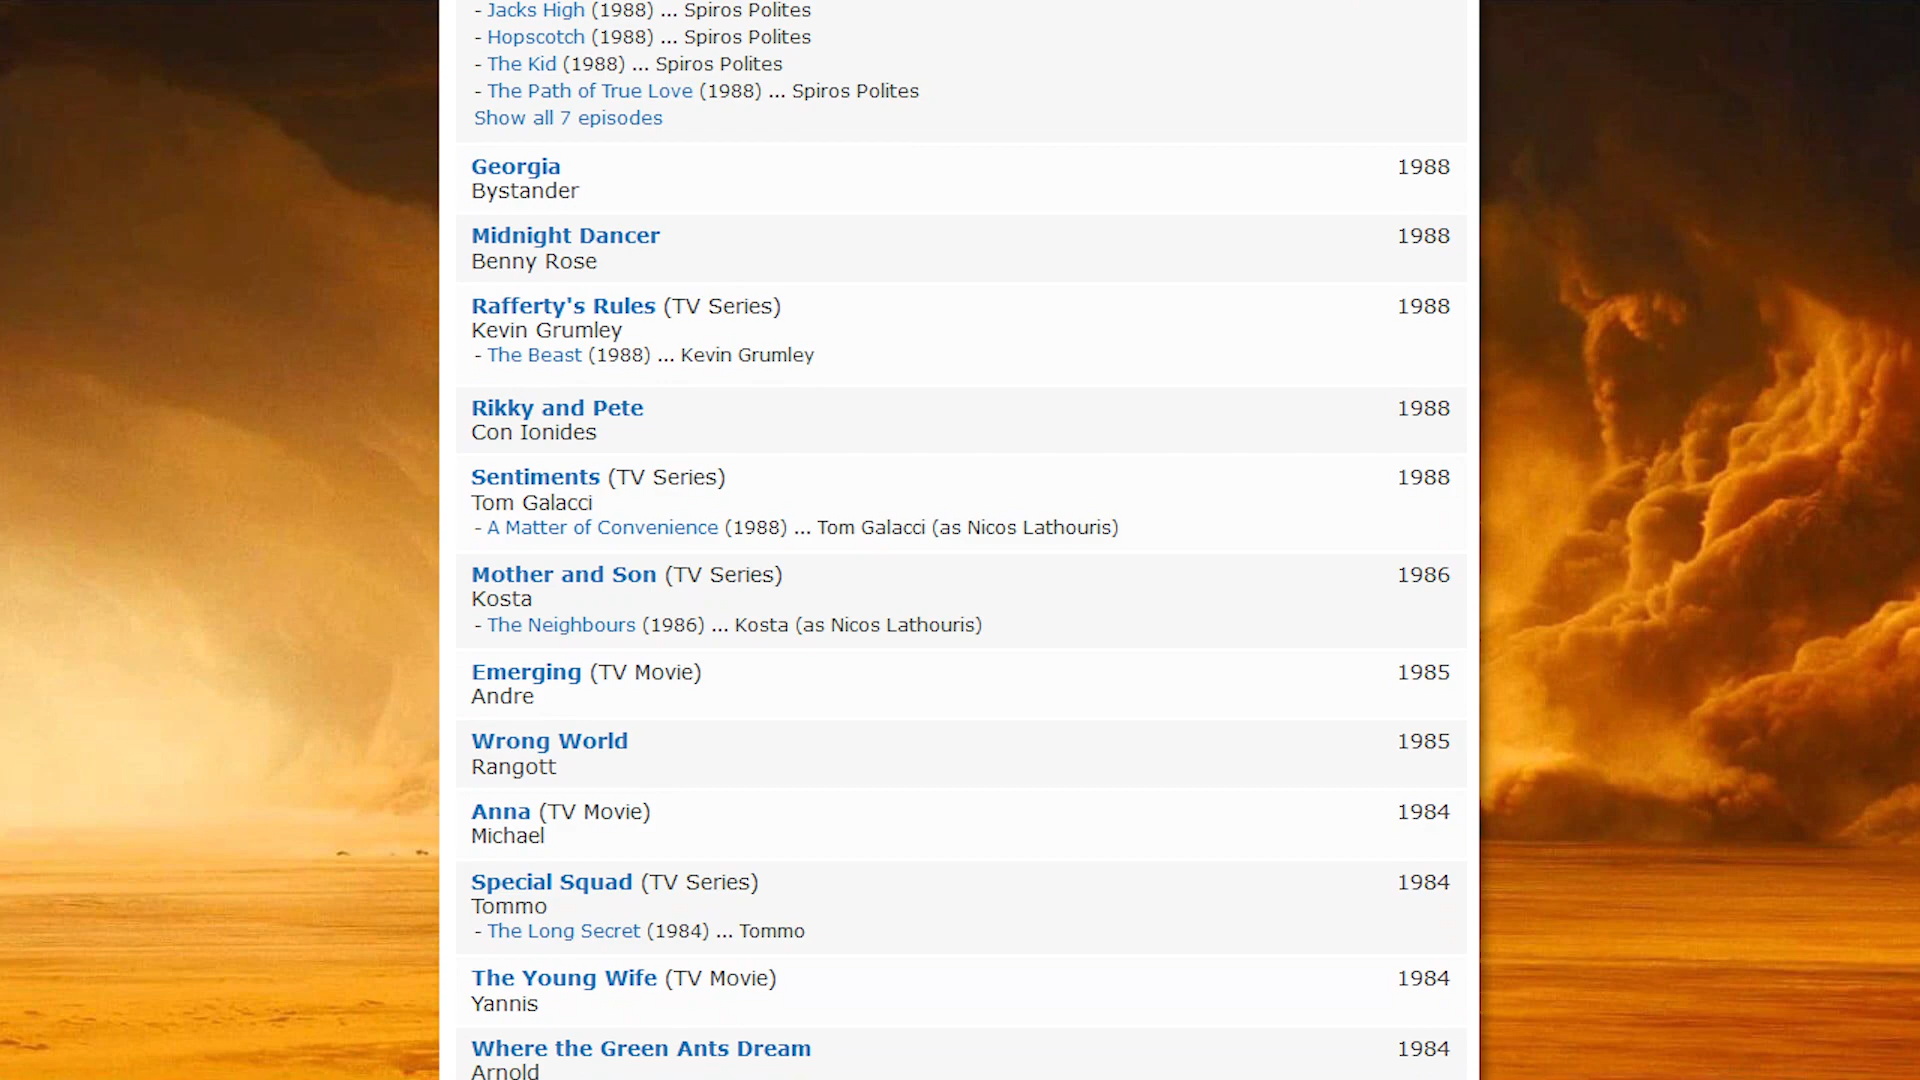 - Jacks High (1988) ... Spiros Polites
- Hopscotch (1988) ... Spiros Polites
- The Kid (1988) ... Spiros Polites
- The Path of True Love (1988) ... Spiros Polites
Show all 7 episodes
Georgia 1988
Bystander
Midnight Dancer 1988
Benny Rose
Rafferty's Rules (TV Series) 1988
Kevin Grumley
- The Beast (1988) ... Kevin Grumley
Rikky and Pete 1988
Con Ionides
Sentiments (TV Series) 1988
Tom Galacci
- A Matter of Convenience (1988) ... Tom Galacci (as Nicos Lathouris)
Mother and Son (TV Series) 1986
Kosta
- The Neighbours (1986) ... Kosta (as Nicos Lathouris)
Emerging (TV Movie) 1985
Andre
Wrong World 1985
Rangott
Anna (TV Movie) 1984
Michael
Special Squad (TV Series) 1984
Tommo
- The Long Secret (1984) ... Tommo
The Young Wife (TV Movie) 1984
Yannis
Where the Green Ants Dream 1984
Arnold